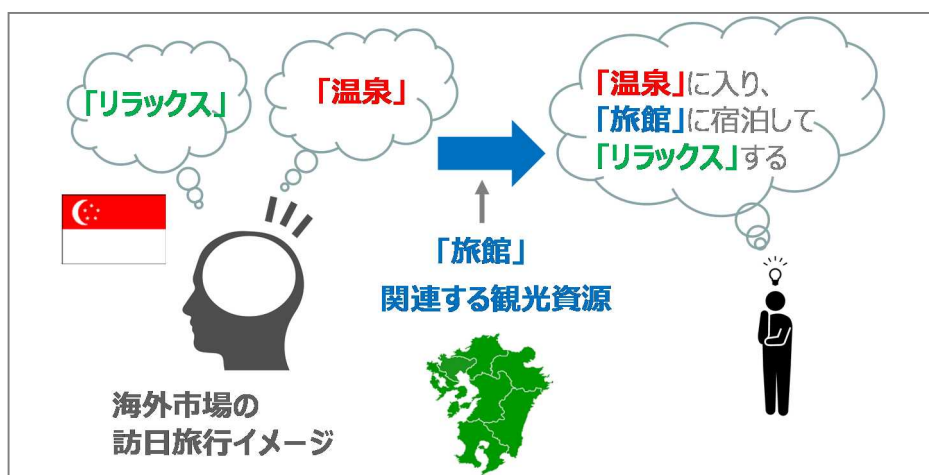 「リラックス」
「温泉」
「温泉」に入り、
「旅館」に宿泊して
「リラックス」する
「旅館」
関連する観光資源
海外市場の
訪日旅行イメージ